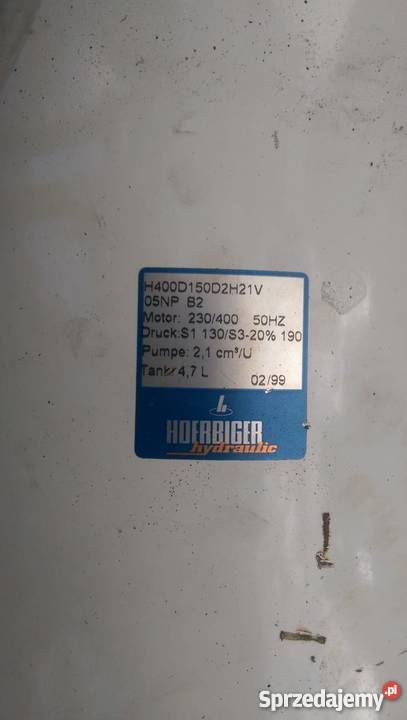 H400D150D2H21V
05NP B2
Motor: 230/400 50HZ
Druck:S1 130/S3-20% 190
Pumpe: 2,1 cm³/U
Tank: 4,7 L
02/99
HOERBIGER
hydraulic
Sprzedajemy.pl